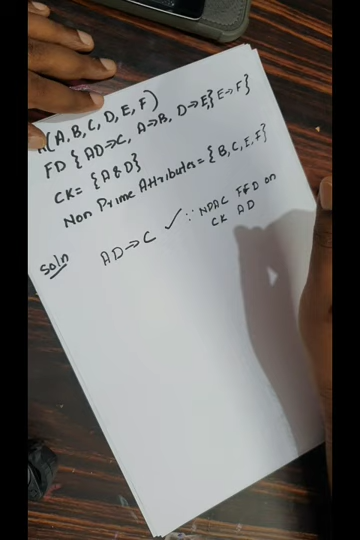 R(A, B, C, D, E, F)
FD { AD→C, A→B, D→E, E→F}
CK = {A & D}
Non Prime Attributes = { B, C, E, F}
Soln
AD→C ✓ ∵ NPAC FFD on
CK AD